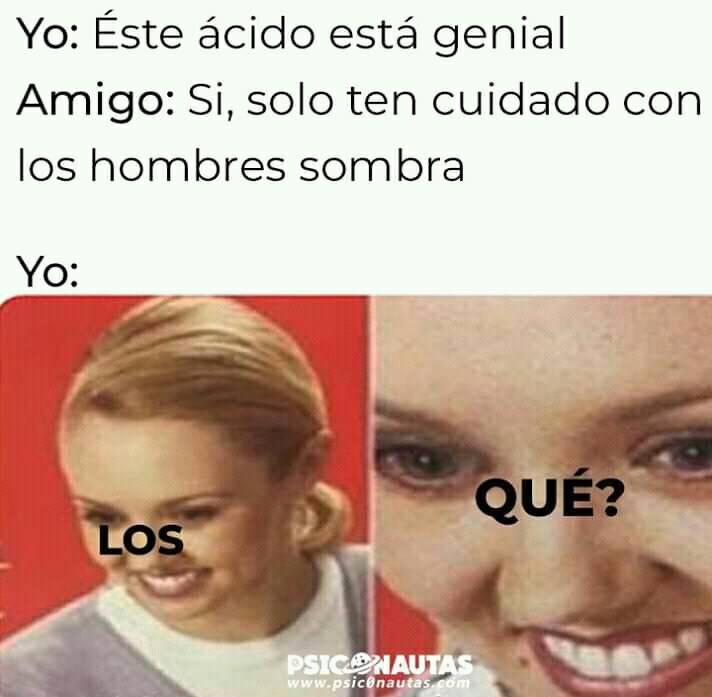 Yo: Éste ácido está genial
Amigo: Si, solo ten cuidado con
los hombres sombra
Yo:
LOS
QUÉ?
PSICONAUTAS
www.psic0nautas.com